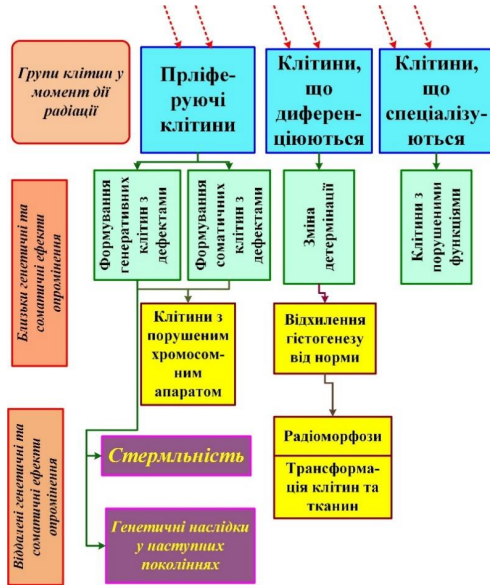 Групи клітин у
момент дії
радіації
Прліфе-
руючі
клітини
Клітини,
що
диферен-
ціюються
Клітини,
що
спеціалізу-
ються
Близькі генетичні та
соматичні ефекти
опромінення
Формування
генеративних
клітин з
дефектами
Формування
соматичних
клітин з
дефектами
Зміна
детермінації
Клітини з
порушеними
функціями
Клітини з
порушеним
хромосом-
ним
апаратом
Відхилення
гістогенезу
від норми
Віддалені генетичні та
соматичні ефекти
опромінення
Стермльність
Радіоморфози
Трансформа-
ція клітин та
тканин
Генетичні наслідки
у наступних
поколіннях